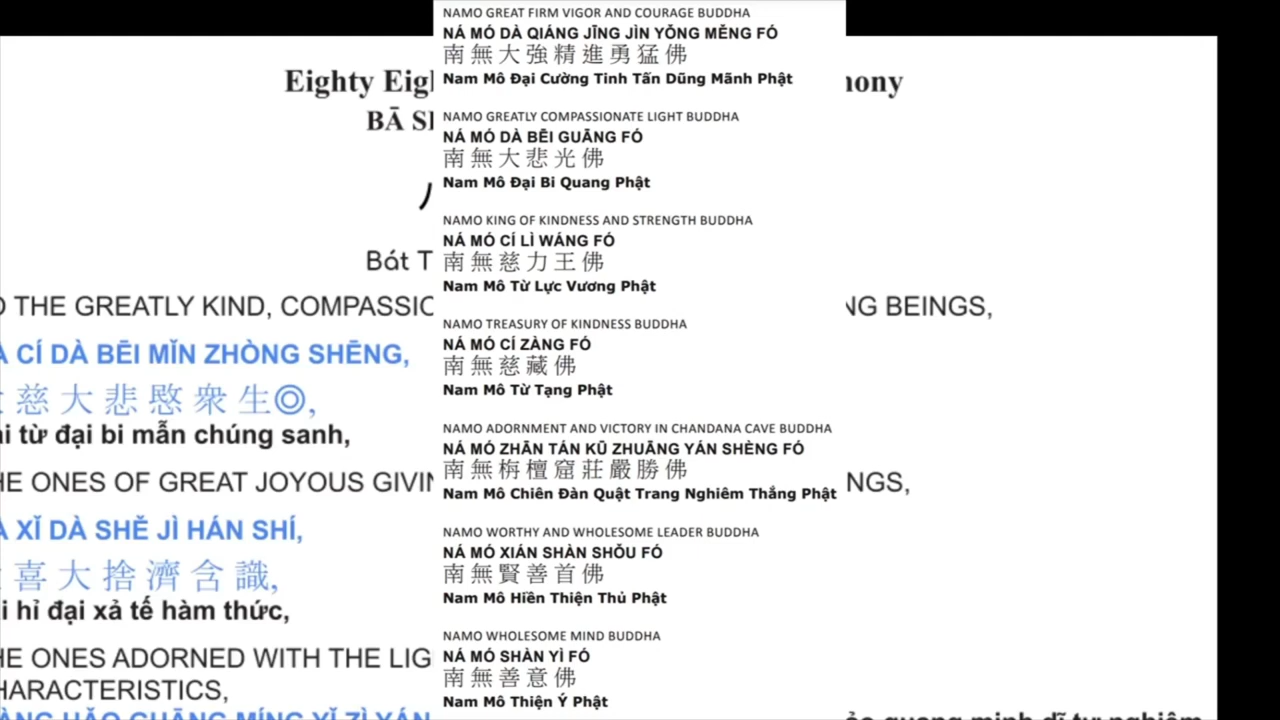 NAMO GREAT FIRM VIGOR AND COURAGE BUDDHA
NÁ MÓ DÀ QIÁNG JĪNG JÌN YǑNG MĚNG FÓ
南無大強精進勇猛佛
Nam Mô Đại Cường Tinh Tấn Dũng Mãnh Phật
NAMO GREATLY COMPASSIONATE LIGHT BUDDHA
NÁ MÓ DÀ BĒI GUĀNG FÓ
南無大悲光佛
Nam Mô Đại Bi Quang Phật
NAMO KING OF KINDNESS AND STRENGTH BUDDHA
NÁ MÓ CÍ LÌ WÁNG FÓ
南無慈力王佛
Nam Mô Từ Lực Vương Phật
NAMO TREASURY OF KINDNESS BUDDHA
NÁ MÓ CÍ ZÀNG FÓ
南無慈藏佛
Nam Mô Từ Tạng Phật
NAMO ADORNMENT AND VICTORY IN CHANDANA CAVE BUDDHA
NÁ MÓ ZHĀN TÁN KŪ ZHUĀNG YÁN SHÈNG FÓ
南無栴檀窟莊嚴勝佛
Nam Mô Chiên Đàn Quật Trang Nghiêm Thắng Phật
NAMO WORTHY AND WHOLESOME LEADER BUDDHA
NÁ MÓ XIÁN SHÀN SHǑU FÓ
南無賢善首佛
Nam Mô Hiền Thiện Thủ Phật
NAMO WHOLESOME MIND BUDDHA
NÁ MÓ SHÀN YÌ FÓ
南無善意佛
Nam Mô Thiện Ý Phật
Eighty
BĀ
Bát
THE GREATLY KIND, BEINGS,
CÍ DÀ BĒI MǏN ZHÒNG SHĒNG,
慈大悲愍衆生◎,
từ đại bi mẫn chúng sanh,
ONES OF GREAT JOYOUS
XǏ DÀ SHĚ JÌ HÁN SHÍ,
喜大捨濟含識,
hỉ đại xả tế hàm thức,
ONES ADORNED WITH THE
HǍO GUĀNG MÍNG YǏ ZÌ
quang minh dĩ tự nghiêm